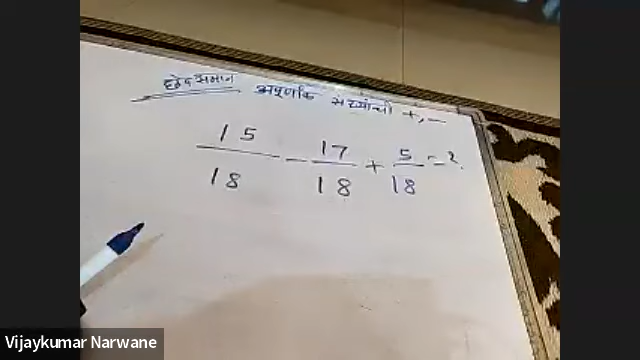 छेद समान अपूर्णांक संख्यांची +, -
15/18 - 17/18 + 5/18 = ?
Vijaykumar Narwane